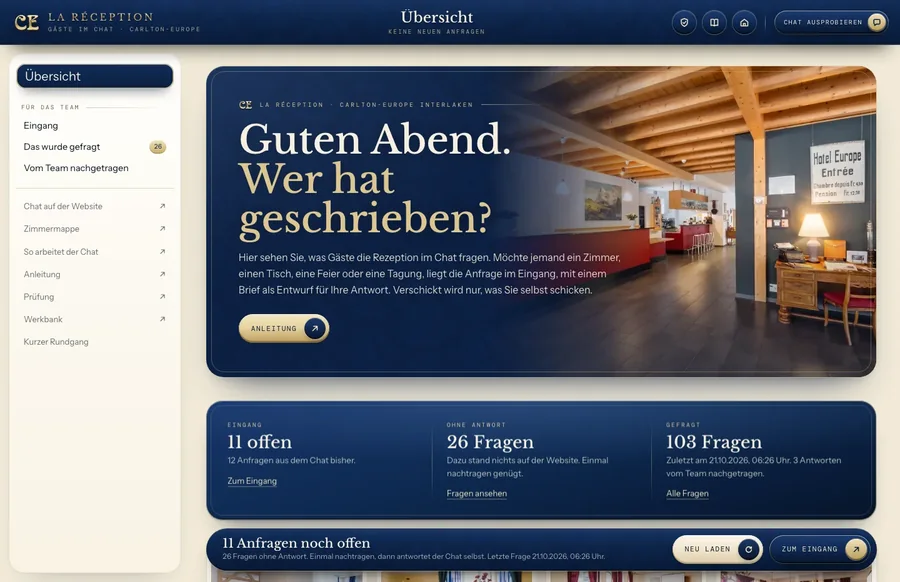 CE LA RÉCEPTION
GÄSTE IM CHAT · CARLTON-EUROPE
Übersicht
KEINE NEUEN ANFRAGEN
CHAT AUSPROBIEREN
Übersicht
FÜR DAS TEAM
Eingang
Das wurde gefragt 26
Vom Team nachgetragen
Chat auf der Website
Zimmermappe
So arbeitet der Chat
Anleitung
Prüfung
Werkbank
Kurzer Rundgang
CE LA RÉCEPTION · CARLTON-EUROPE INTERLAKEN
Guten Abend.
Wer hat
geschrieben?
Hier sehen Sie, was Gäste die Rezeption im Chat fragen. Möchte jemand ein Zimmer,
einen Tisch, eine Feier oder eine Tagung, liegt die Anfrage im Eingang, mit einem
Brief als Entwurf für Ihre Antwort. Verschickt wird nur, was Sie selbst schicken.
ANLEITUNG
Hotel Europe
Entrée
Pension
EINGANG
11 offen
12 Anfragen aus dem Chat bisher.
Zum Eingang
OHNE ANTWORT
26 Fragen
Dazu stand nichts auf der Website. Einmal
nachtragen genügt.
Fragen ansehen
GEFRAGT
103 Fragen
Zuletzt am 21.10.2026, 06:26 Uhr. 3 Antworten
vom Team nachgetragen.
Alle Fragen
11 Anfragen noch offen
26 Fragen ohne Antwort. Einmal nachtragen, dann antwortet der Chat selbst. Letzte Frage 21.10.2026, 06:26 Uhr.
NEU LADEN
ZUM EINGANG